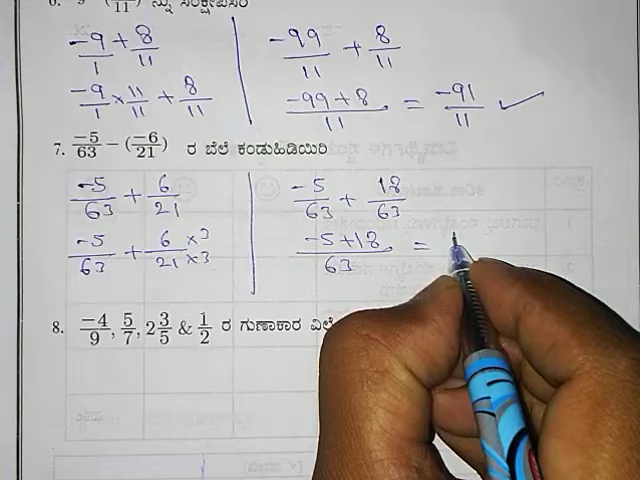 ನ್ನು ಸಂಕ್ಷೇಪಿಸಿರಿ
-9/1 + 8/11
-9/1 × 11/11 + 8/11
-99/11 + 8/11
(-99+8)/11 = -91/11 ✓
7. -5/63 - (-6/21) ರ ಬೆಲೆ ಕಂಡುಹಿಡಿಯಿರಿ
-5/63 + 6/21
-5/63 + 6×3/21×3
-5/63 + 18/63
(-5+18)/63 =
8. -4/9, 5/7, 2 3/5 & 1/2 ರ ಗುಣಾಕಾರ